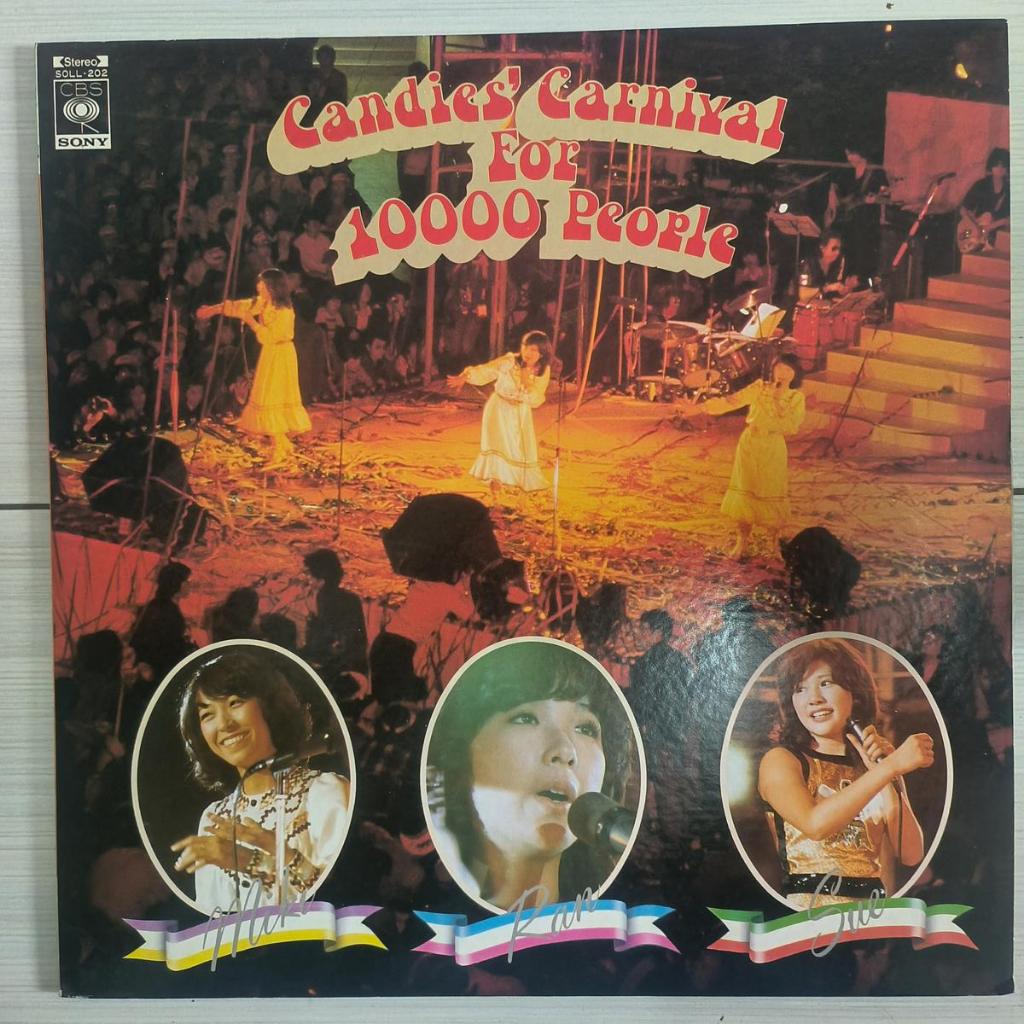 Stereo
SOLL-202
CBS
SONY
Candies' Carnival
For
10000 People
Miki
Ran
Sue